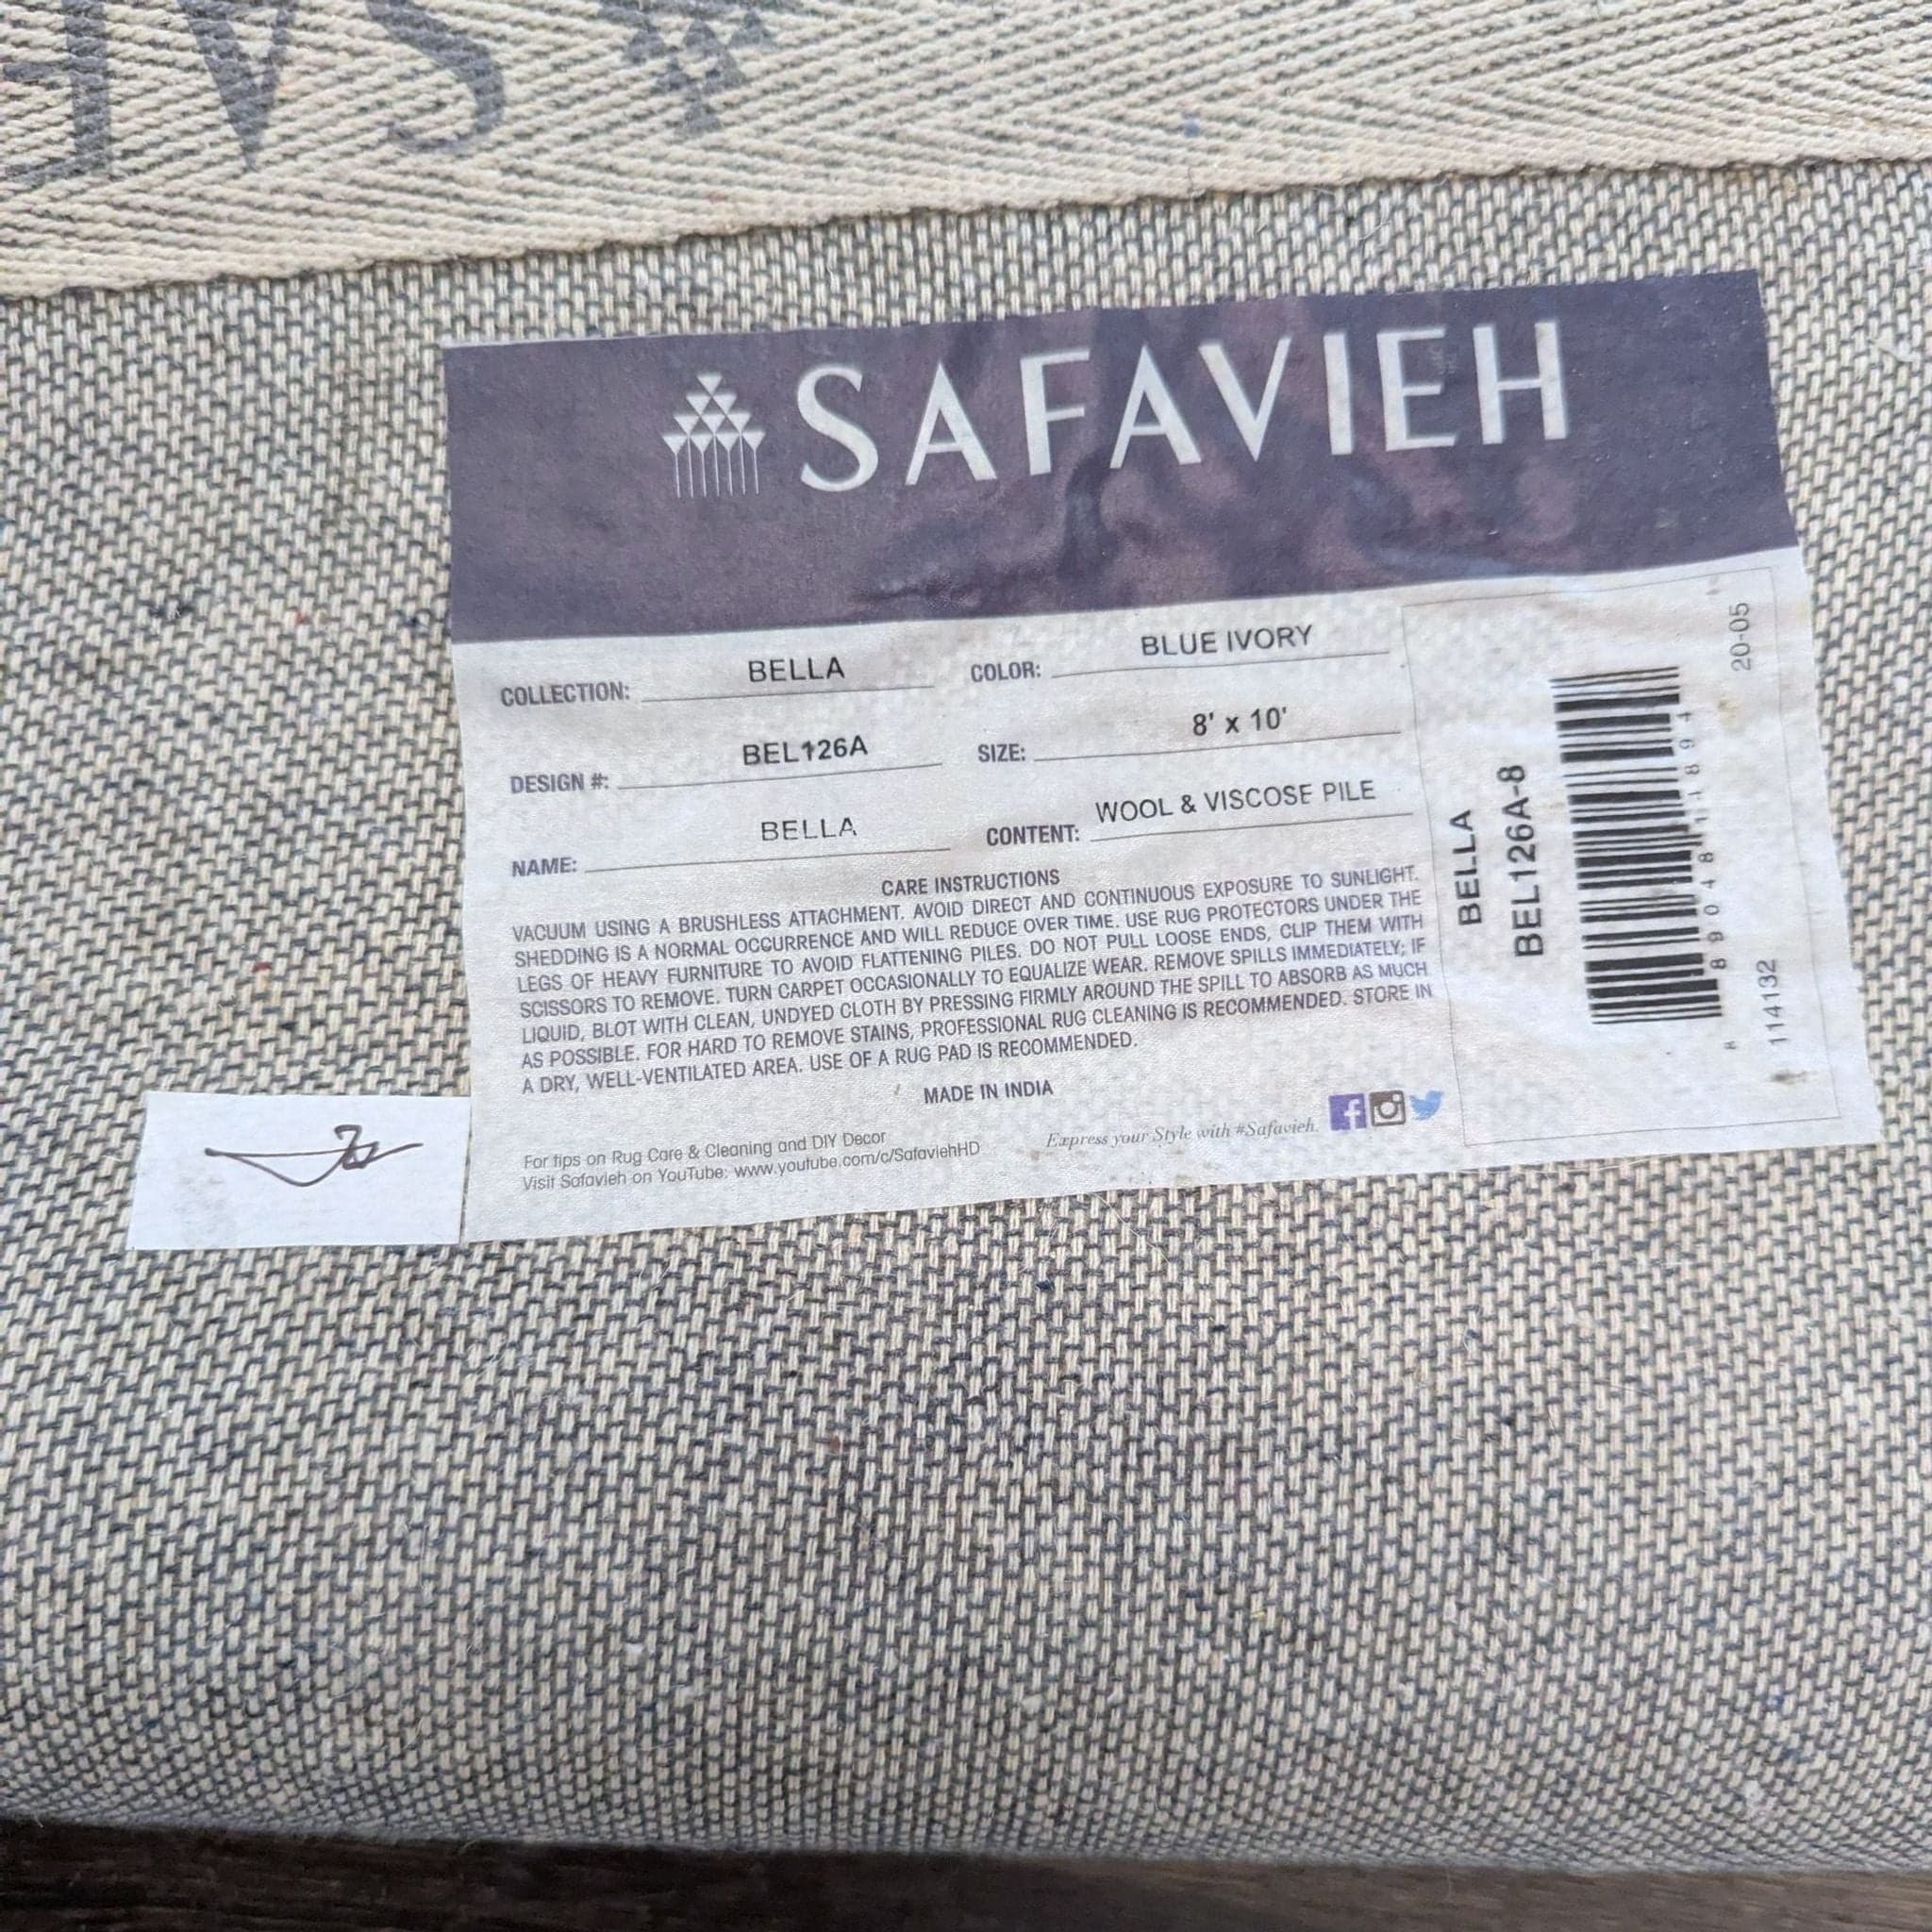 SAF
SAFAVIEH
COLLECTION: BELLA
COLOR: BLUE IVORY
DESIGN #: BEL126A
SIZE: 8' x 10'
NAME: BELLA
CONTENT: WOOL & VISCOSE PILE
CARE INSTRUCTIONS
VACUUM USING A BRUSHLESS ATTACHMENT. AVOID DIRECT AND CONTINUOUS EXPOSURE TO SUNLIGHT.
SHEDDING IS A NORMAL OCCURRENCE AND WILL REDUCE OVER TIME. USE RUG PROTECTORS UNDER THE
LEGS OF HEAVY FURNITURE TO AVOID FLATTENING PILES. DO NOT PULL LOOSE ENDS, CLIP THEM WITH
SCISSORS TO REMOVE. TURN CARPET OCCASIONALLY TO EQUALIZE WEAR. REMOVE SPILLS IMMEDIATELY; IF
LIQUID, BLOT WITH CLEAN, UNDYED CLOTH BY PRESSING FIRMLY AROUND THE SPILL TO ABSORB AS MUCH
AS POSSIBLE. FOR HARD TO REMOVE STAINS, PROFESSIONAL RUG CLEANING IS RECOMMENDED. STORE IN
A DRY, WELL-VENTILATED AREA. USE OF A RUG PAD IS RECOMMENDED.
MADE IN INDIA
For tips on Rug Care & Cleaning and DIY Decor
Visit Safavieh on YouTube: www.youtube.com/c/SafaviehHD
Express your Style with #Safavieh.
BELLA
BEL126A-8
8 89048 11894
114132
20-05